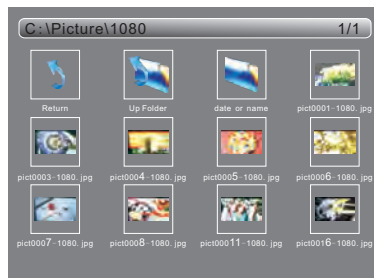 C:\Picture\1080 1/1
Return Up Folder date or name pict0001-1080. jpg
pict0003-1080. jpg pict0004-1080. jpg pict0005-1080. jpg pict0006-1080. jpg
pict0007-1080. jpg pict0008-1080. jpg pict00011-1080. jpg pict0016-1080. jpg